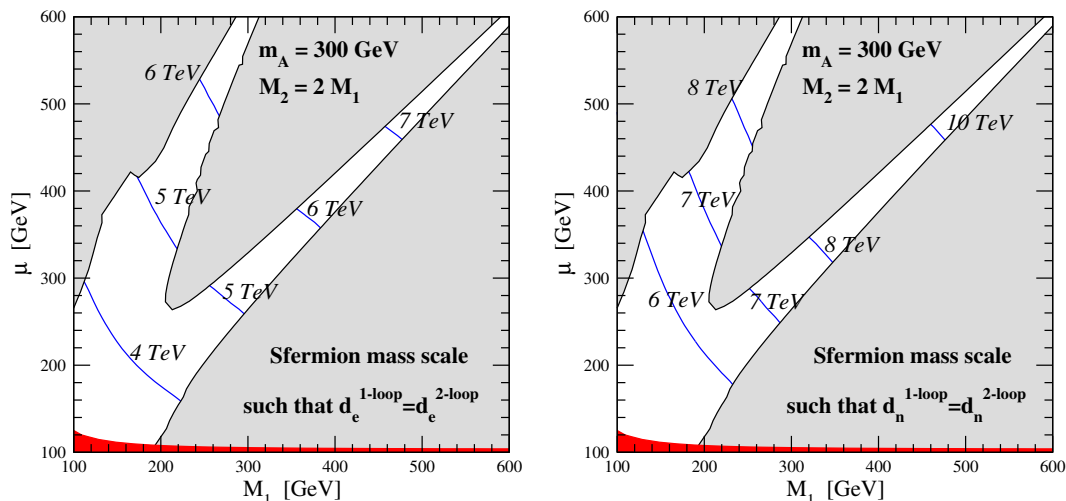 600
500
400
300
200
100
μ [GeV]
m_A = 300 GeV
M_2 = 2 M_1
6 TeV
7 TeV
5 TeV
6 TeV
5 TeV
4 TeV
Sfermion mass scale
such that d_e^{1-loop}=d_e^{2-loop}
100 200 300 400 500 600
M_1 [GeV]
600
500
400
300
200
100
μ [GeV]
m_A = 300 GeV
M_2 = 2 M_1
8 TeV
10 TeV
7 TeV
8 TeV
6 TeV
7 TeV
Sfermion mass scale
such that d_n^{1-loop}=d_n^{2-loop}
100 200 300 400 500 600
M_1 [GeV]